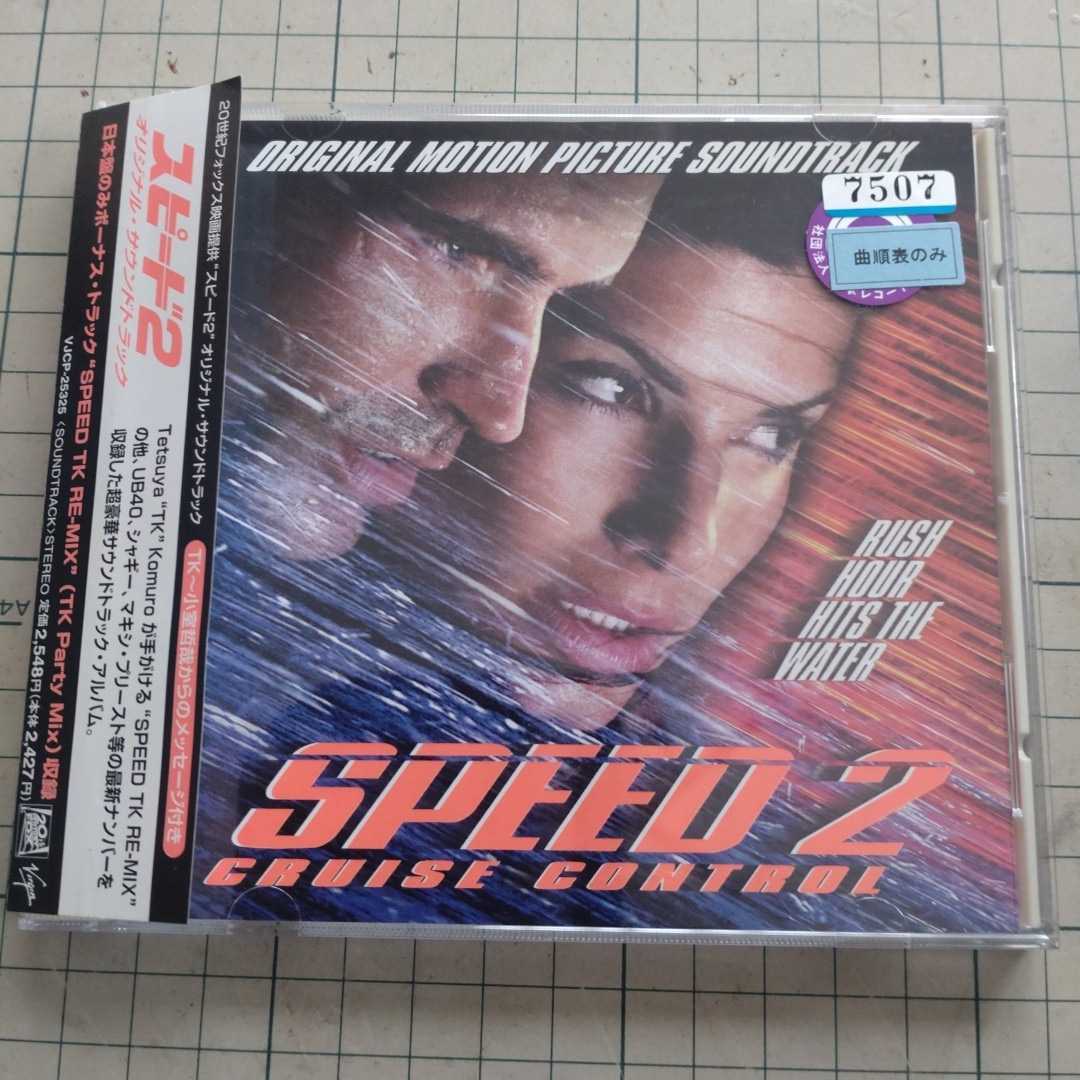 20世紀フォックス映画提供“スピード2”オリジナル・サウンドトラック
TK～小室哲哉からのメッセージ付き
スピード2
オリジナル・サウンドトラック
Tetsuya “TK” Komuro が手がける “SPEED TK RE-MIX”
の他、UB40、シャギー、マキシ・プリースト等の最新ナンバーを
収録した超豪華サウンドトラック・アルバム。
日本盤のみボーナス・トラック“SPEED TK RE-MIX” (TK Party Mix) 収録
VJCP-25325 〈SOUNDTRACK〉STEREO 定価2,548円(本体2,427円)
Virgin
ORIGINAL MOTION PICTURE SOUNDTRACK
7507
社団法人
曲順表のみ
レコー
RUSH
HOUR
HITS THE
WATER
SPEED 2
CRUISE CONTROL
A4